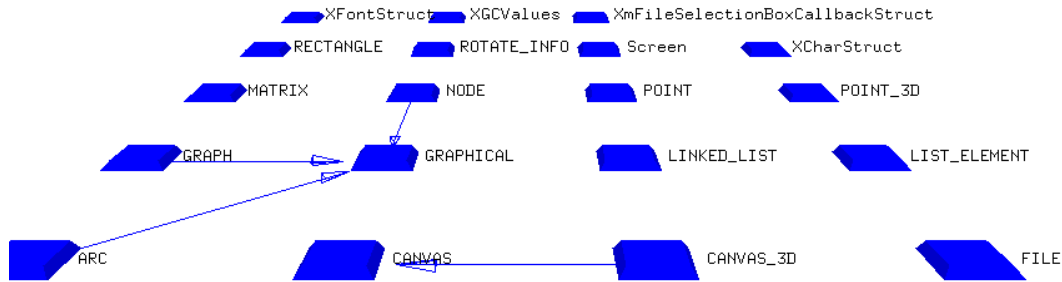 XFontStruct XGCValues XmFileSelectionBoxCallbackStruct
RECTANGLE ROTATE_INFO Screen XCharStruct
MATRIX NODE POINT POINT_3D
GRAPH GRAPHICAL LINKED_LIST LIST_ELEMENT
ARC CANVAS CANVAS_3D FILE